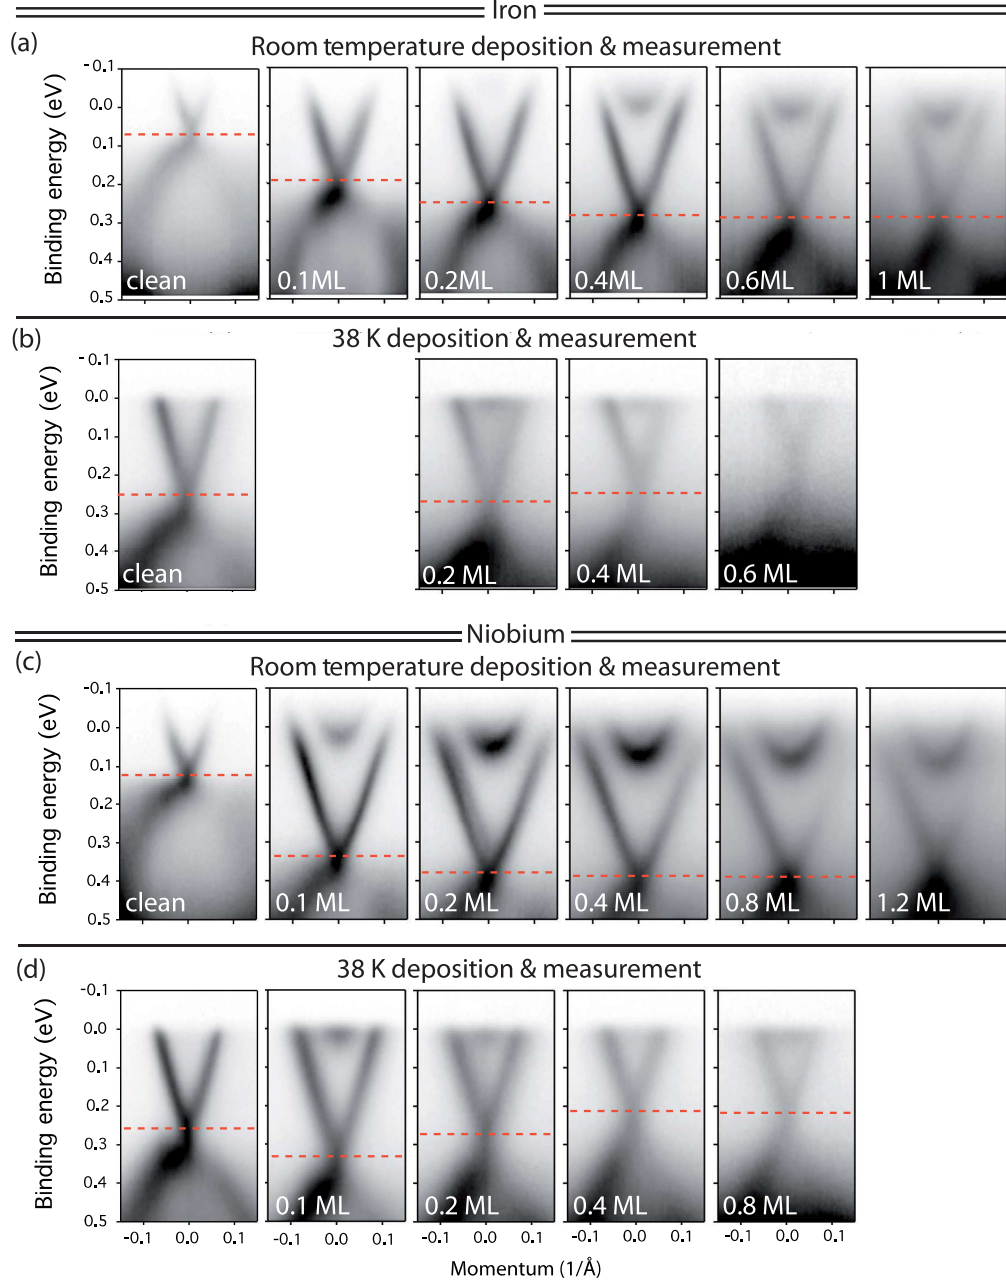 Iron
(a)
Room temperature deposition & measurement
Binding energy (eV)
-0.1
0.0
0.1
0.2
0.3
0.4
0.5
clean
0.1ML
0.2ML
0.4ML
0.6ML
1 ML
(b)
38 K deposition & measurement
Binding energy (eV)
-0.1
0.0
0.1
0.2
0.3
0.4
0.5
clean
0.2 ML
0.4 ML
0.6 ML
Niobium
(c)
Room temperature deposition & measurement
Binding energy (eV)
-0.1
0.0
0.1
0.2
0.3
0.4
0.5
clean
0.1 ML
0.2 ML
0.4 ML
0.8 ML
1.2 ML
(d)
38 K deposition & measurement
Binding energy (eV)
-0.1
0.0
0.1
0.2
0.3
0.4
0.5
0.1 ML
0.2 ML
0.4 ML
0.8 ML
-0.1 0.0 0.1 -0.1 0.0 0.1 -0.1 0.0 0.1 -0.1 0.0 0.1 -0.1 0.0 0.1
Momentum (1/Å)